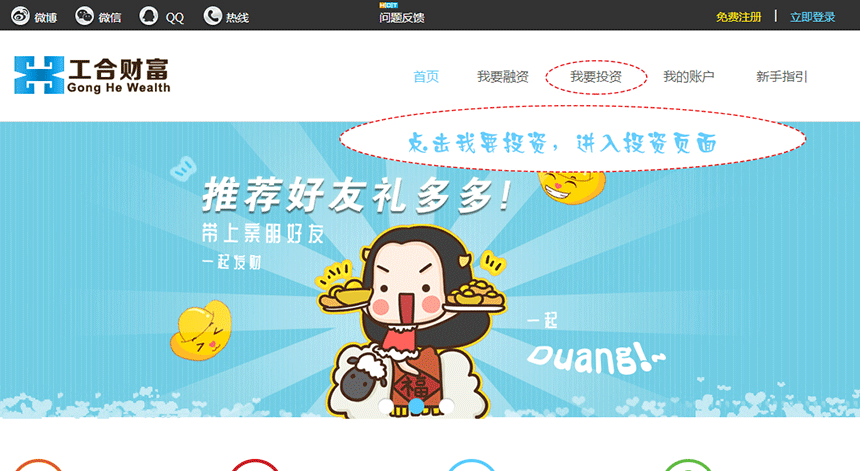 微博 微信 QQ 热线 问题反馈 免费注册 立即登录
工合财富
Gong He Wealth
首页 我要融资 我要投资 我的账户 新手指引
点击我要投资，进入投资页面
推荐好友礼多多!
带上亲朋好友
一起发财
一起
Duang!~
福